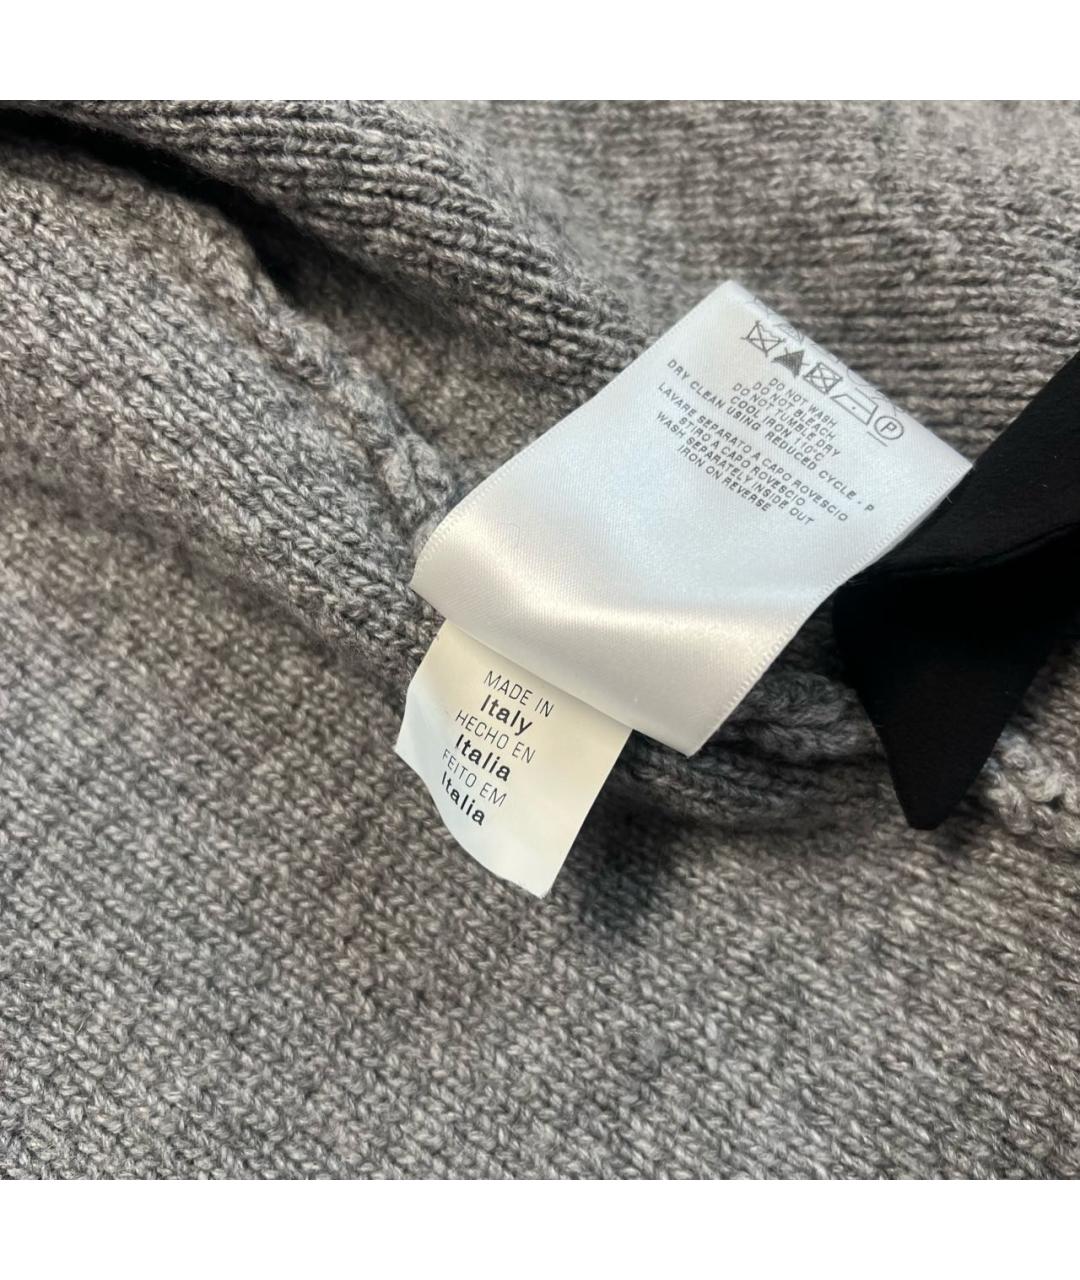 P
DO NOT WASH
DO NOT BLEACH
DO NOT TUMBLE DRY
COOL IRON 110°C
DRY CLEAN USING REDUCED CYCLE - P
LAVARE SEPARATO A CAPO ROVESCIO
STIRO A CAPO ROVESCIO
WASH SEPARATELY INSIDE OUT
IRON ON REVERSE
MADE IN
Italy
HECHO EN
Italia
FEITO EM
Italia